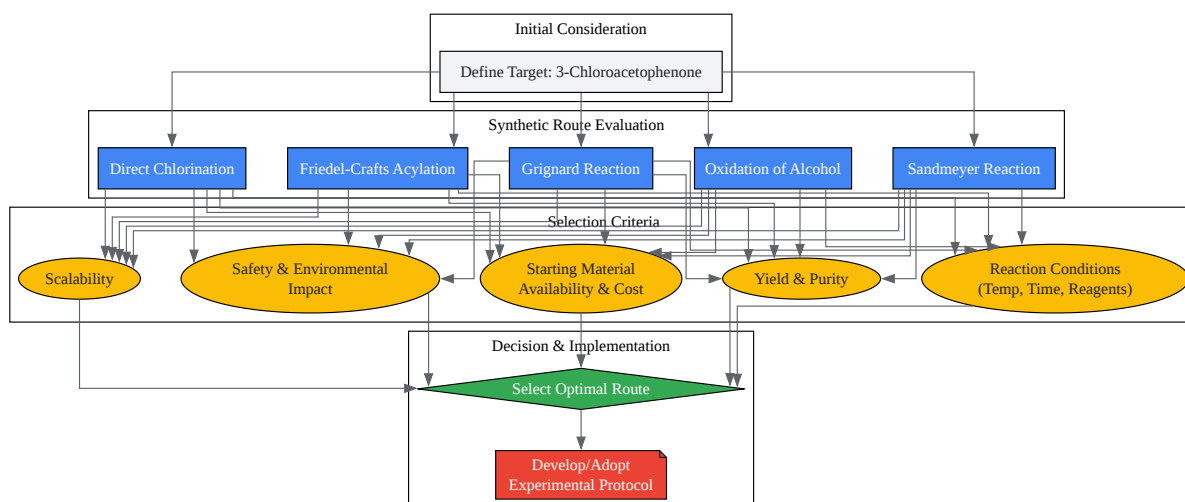 Initial Consideration
Define Target: 3-Chloroacetophenone
Synthetic Route Evaluation
Direct Chlorination
Friedel-Crafts Acylation
Grignard Reaction
Oxidation of Alcohol
Sandmeyer Reaction
Selection Criteria
Scalability
Safety & Environmental
Impact
Starting Material
Availability & Cost
Yield & Purity
Reaction Conditions
(Temp, Time, Reagents)
Decision & Implementation
Select Optimal Route
Develop/Adopt
Experimental Protocol